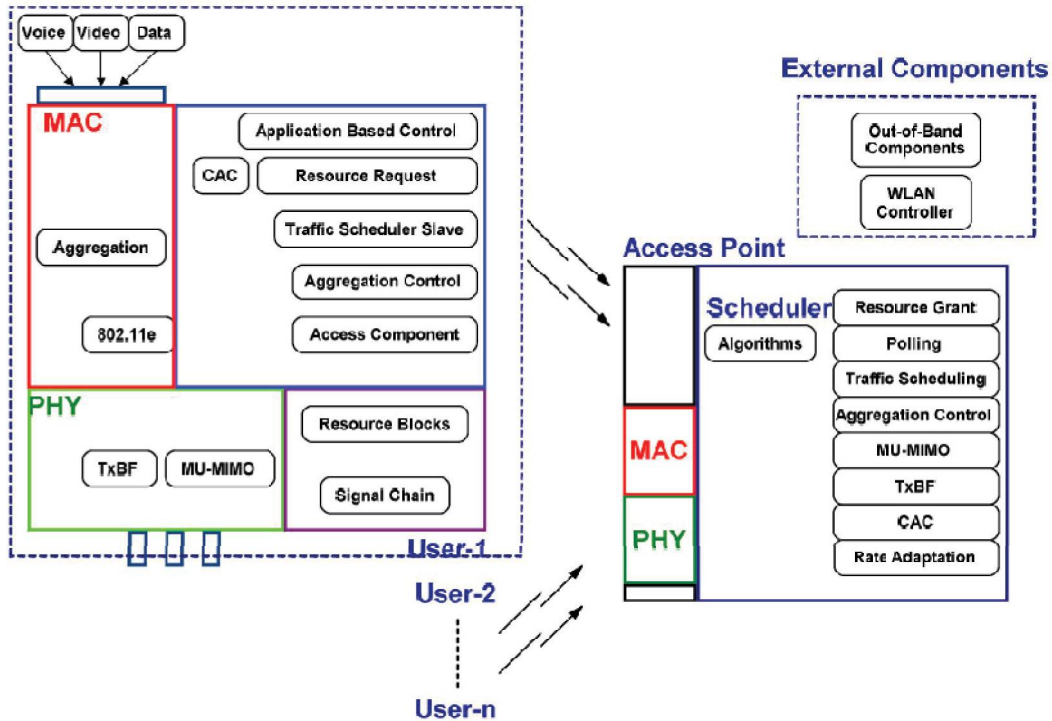 Voice
Video
Data
MAC
Application Based Control
CAC
Resource Request
Traffic Scheduler Slave
Aggregation
Aggregation Control
802.11e
Access Component
PHY
Resource Blocks
TxBF
MU-MIMO
Signal Chain
User-1
User-2
User-n
External Components
Out-of-Band
Components
WLAN
Controller
Access Point
Scheduler
Algorithms
Resource Grant
Polling
Traffic Scheduling
Aggregation Control
MU-MIMO
TxBF
CAC
Rate Adaptation
MAC
PHY